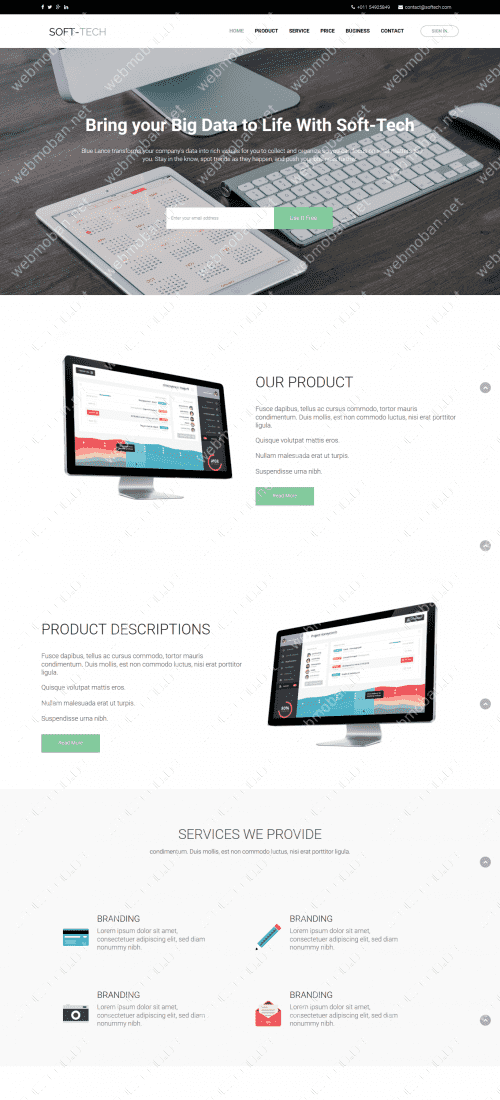 +011 54935849 contact@softech.com
SOFT-TECH
HOME PRODUCT SERVICE PRICE BUSINESS CONTACT SIGN IN
Bring your Big Data to Life With Soft-Tech
Blue Lance transforms your company's data into rich visuals for you to collect and organize
you. Stay in the know, spot trends as they happen, and push your
Enter your email address
Use It Free
OUR PRODUCT
Fusce dapibus, tellus ac cursus commodo, tortor mauris
condimentum. Duis mollis, est non commodo luctus, nisi erat porttitor
ligula.
Quisque volutpat mattis eros.
Nullam malesuada erat ut turpis.
Suspendisse urna nibh.
Read More
PRODUCT DESCRIPTIONS
Fusce dapibus, tellus ac cursus commodo, tortor mauris
condimentum. Duis mollis, est non commodo luctus, nisi erat porttitor
ligula.
Quisque volutpat mattis eros.
Nullam malesuada erat ut turpis.
Suspendisse urna nibh.
Read More
SERVICES WE PROVIDE
condimentum. Duis mollis, est non commodo luctus, nisi erat porttitor ligula.
BRANDING
Lorem ipsum dolor sit amet,
consectetuer adipiscing elit, sed diam
nonummy nibh.
BRANDING
Lorem ipsum dolor sit amet,
consectetuer adipiscing elit, sed diam
nonummy nibh.
BRANDING
Lorem ipsum dolor sit amet,
consectetuer adipiscing elit, sed diam
nonummy nibh.
BRANDING
Lorem ipsum dolor sit amet,
consectetuer adipiscing elit, sed diam
nonummy nibh.
webmoban.net